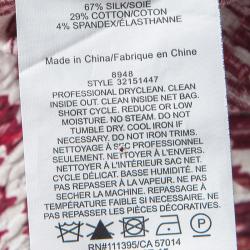 67% SILK/SOIE
29% COTTON/COTON
4% SPANDEX/ÉLASTHANNE
Made in China/Fabriqué en Chine
8948
STYLE 32151447
PROFESSIONAL DRYCLEAN. CLEAN
INSIDE OUT. CLEAN INSIDE NET BAG.
SHORT CYCLE. REDUCE OR LOW
MOISTURE. NO STEAM. DO NOT
TUMBLE DRY. COOL IRON IF
NECESSARY. DO NOT IRON TRIMS.
NETTOYAGE À SEC PROFESSIONNEL
SEULEMENT. NETTOYER À L'ENVERS.
NETTOYER À L'INTÉRIEUR SAC NET.
CYCLE DÉLICAT. BASSE HUMIDITÉ. NE
PAS REPASSER À LA VAPEUR. NE PAS
SECHER LA MACHINE. REPASSAGE À
TEMPÉRATURE FAIBLE SI NECESSAIRE.
NE PAS REPASSER LES GARNITURES.
RN#111395/CA 57014